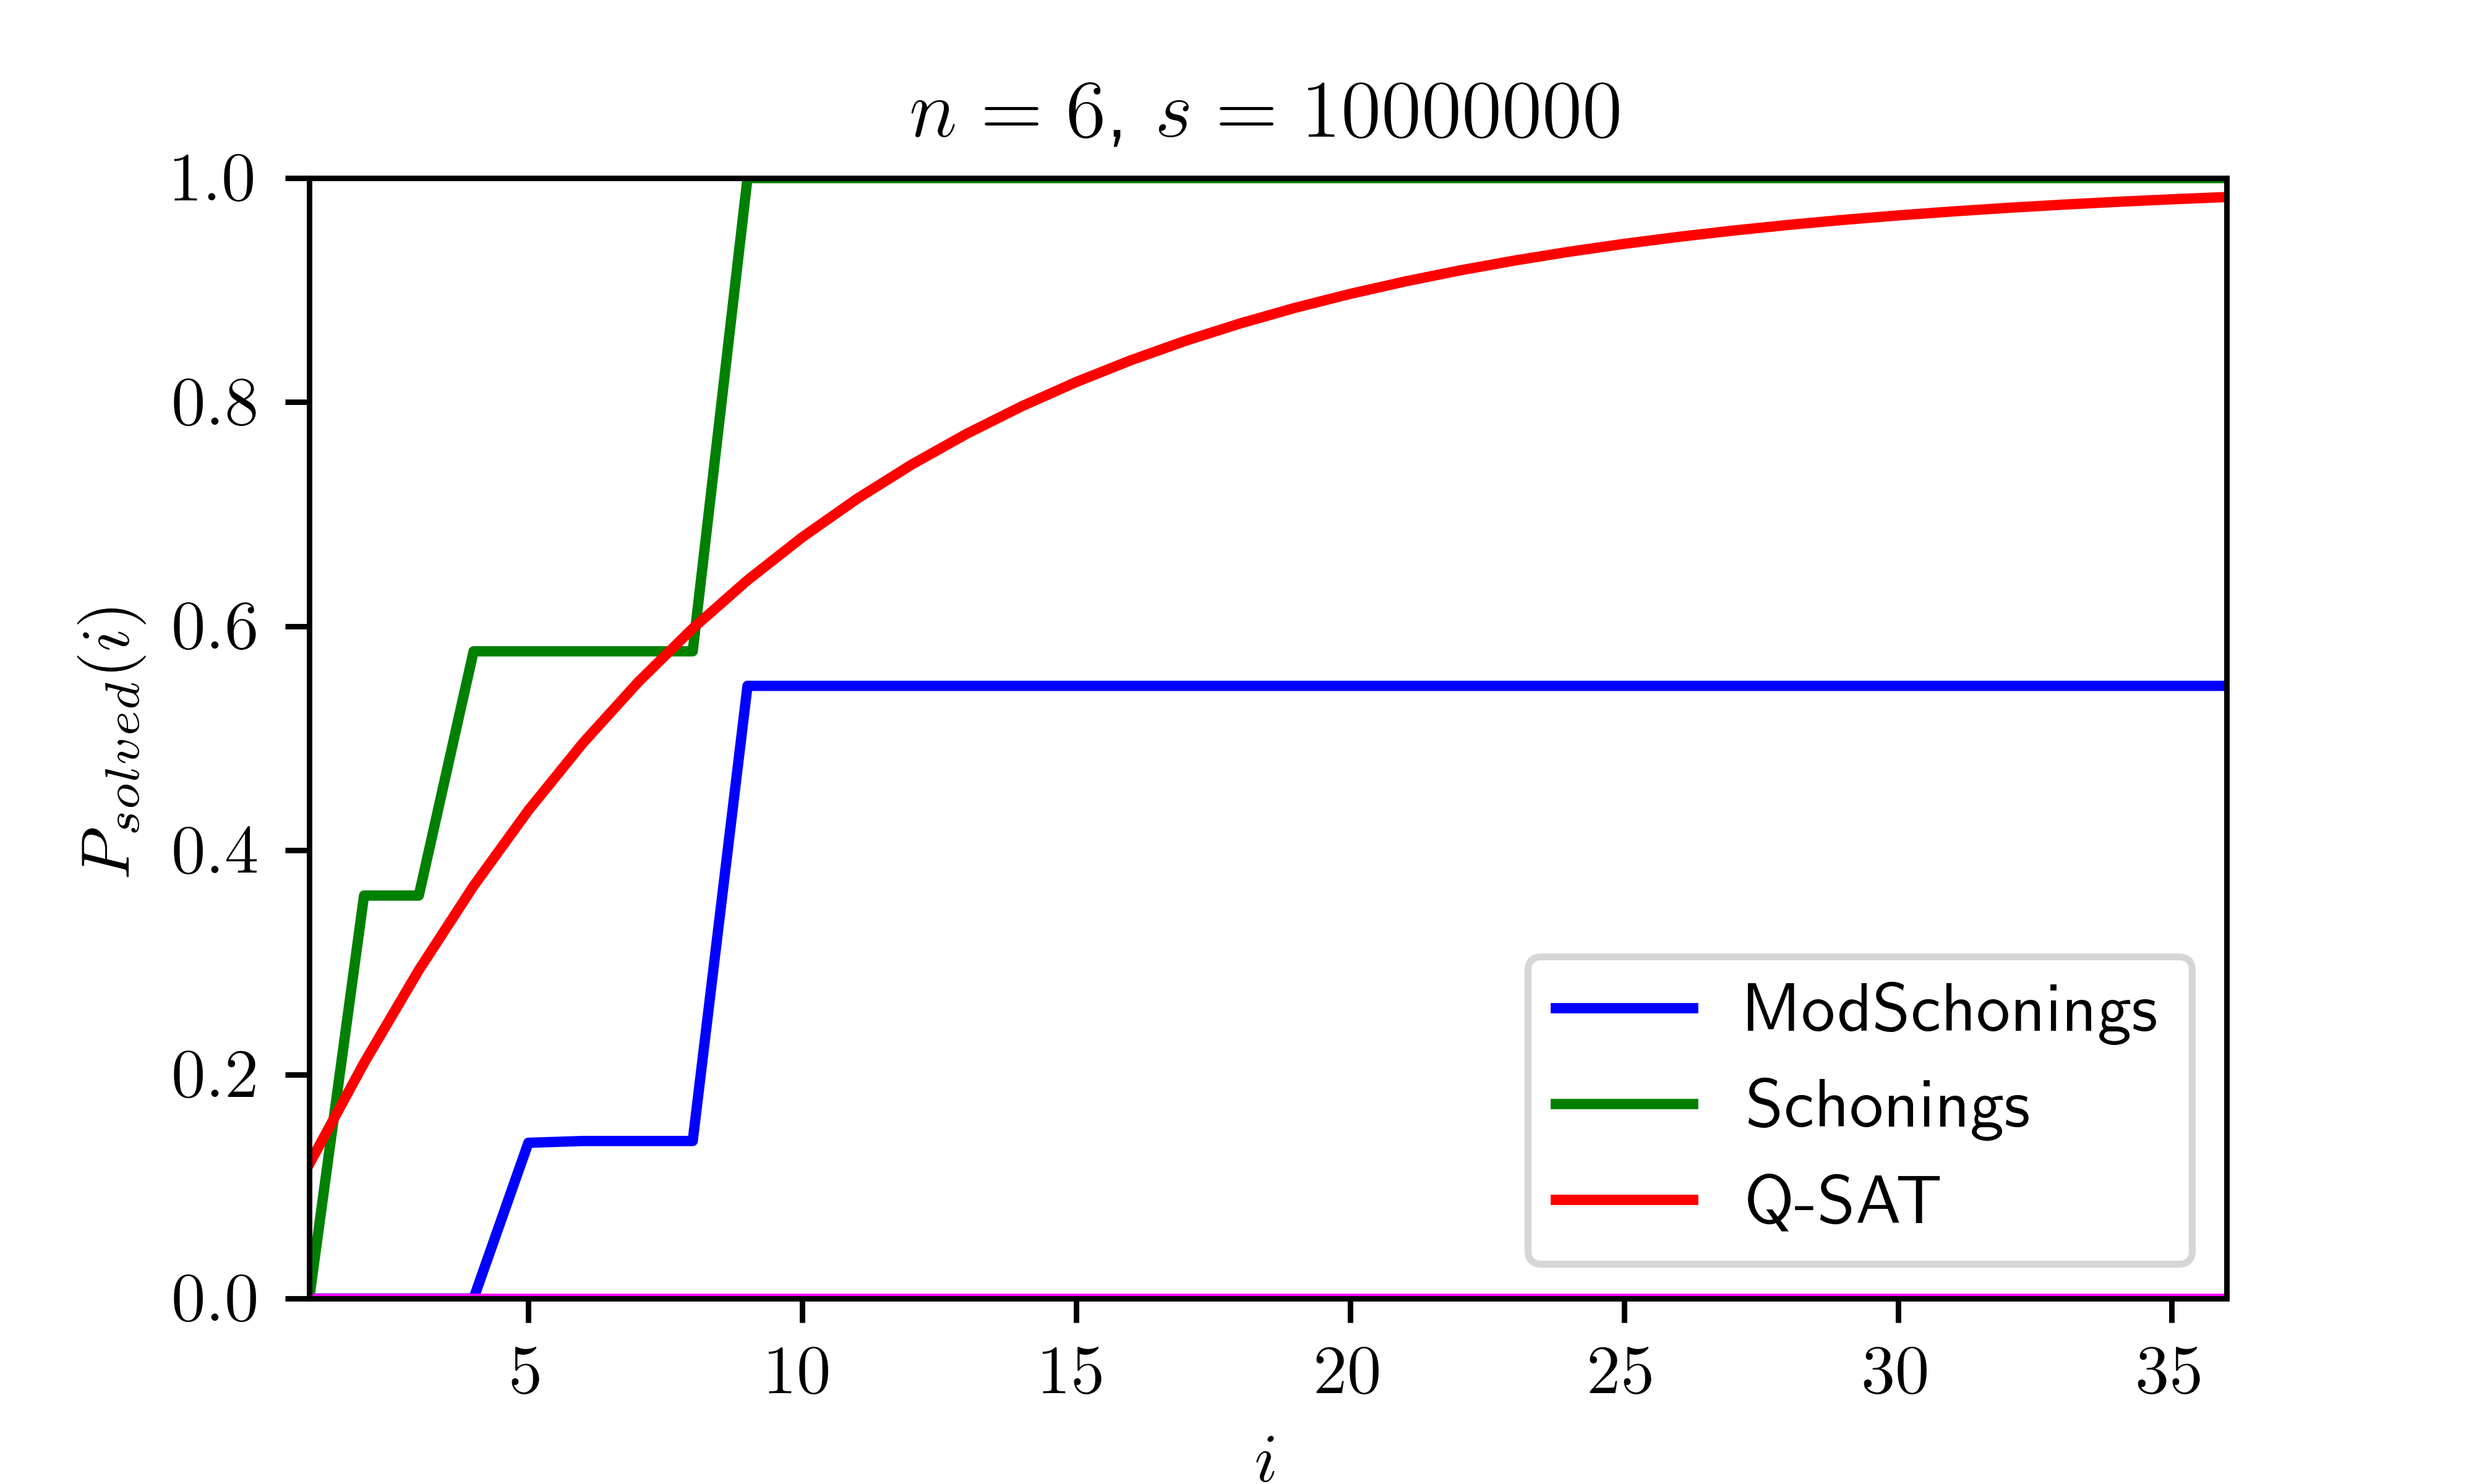 n = 6, s = 10000000
1.0
0.8
0.6
0.4
0.2
0.0
P_solved(i)
5 10 15 20 25 30 35
i
ModSchonings
Schonings
Q-SAT